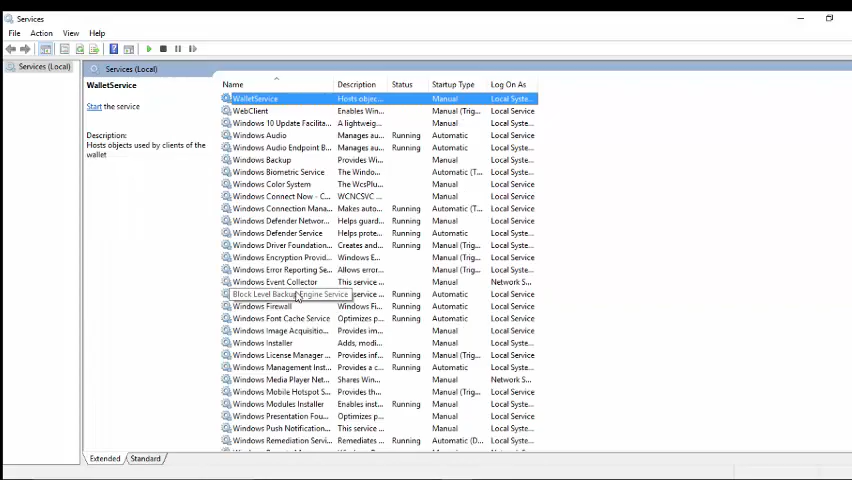 Services
File Action View Help
Services (Local)
Services (Local)
WalletService
Start the service
Description:
Hosts objects used by clients of the
wallet
Name Description Status Startup Type Log On As
WalletService Hosts objec... Manual Local Syste...
WebClient Enables Win... Manual (Trig... Local Service
Windows 10 Update Facilita... A lightweig... Manual Local Syste...
Windows Audio Manages au... Running Automatic Local Service
Windows Audio Endpoint B... Manages au... Running Automatic Local Syste...
Windows Backup Provides Wi... Manual Local Syste...
Windows Biometric Service The Windo... Automatic (T... Local Syste...
Windows Color System The WcsPlu... Manual Local Service
Windows Connect Now - C... WCNCSVC ... Manual Local Service
Windows Connection Mana... Makes auto... Running Automatic (T... Local Service
Windows Defender Networ... Helps guard... Running Manual Local Service
Windows Defender Service Helps prote... Running Automatic Local Syste...
Windows Driver Foundation... Creates and... Running Manual (Trig... Local Syste...
Windows Encryption Provid... Windows E... Manual (Trig... Local Service
Windows Error Reporting Se... Allows error... Manual (Trig... Local Syste...
Windows Event Collector This service ... Manual Network S...
Block Level Backup Engine Service service ... Running Automatic Local Service
Windows Firewall Windows Fi... Running Automatic Local Service
Windows Font Cache Service Optimizes p... Running Automatic Local Service
Windows Image Acquisitio... Provides im... Manual Local Syste...
Windows Installer Adds, modi... Manual Local Syste...
Windows License Manager ... Provides inf... Running Manual (Trig... Local Service
Windows Management Inst... Provides a c... Running Automatic Local Syste...
Windows Media Player Net... Shares Win... Manual Network S...
Windows Mobile Hotspot S... Provides th... Manual (Trig... Local Service
Windows Modules Installer Enables inst... Running Manual Local Syste...
Windows Presentation Fou... Optimizes p... Manual Local Service
Windows Push Notification... This service ... Running Manual Local Syste...
Windows Remediation Servi... Remediates ... Running Automatic (D... Local Syste...
Extended Standard